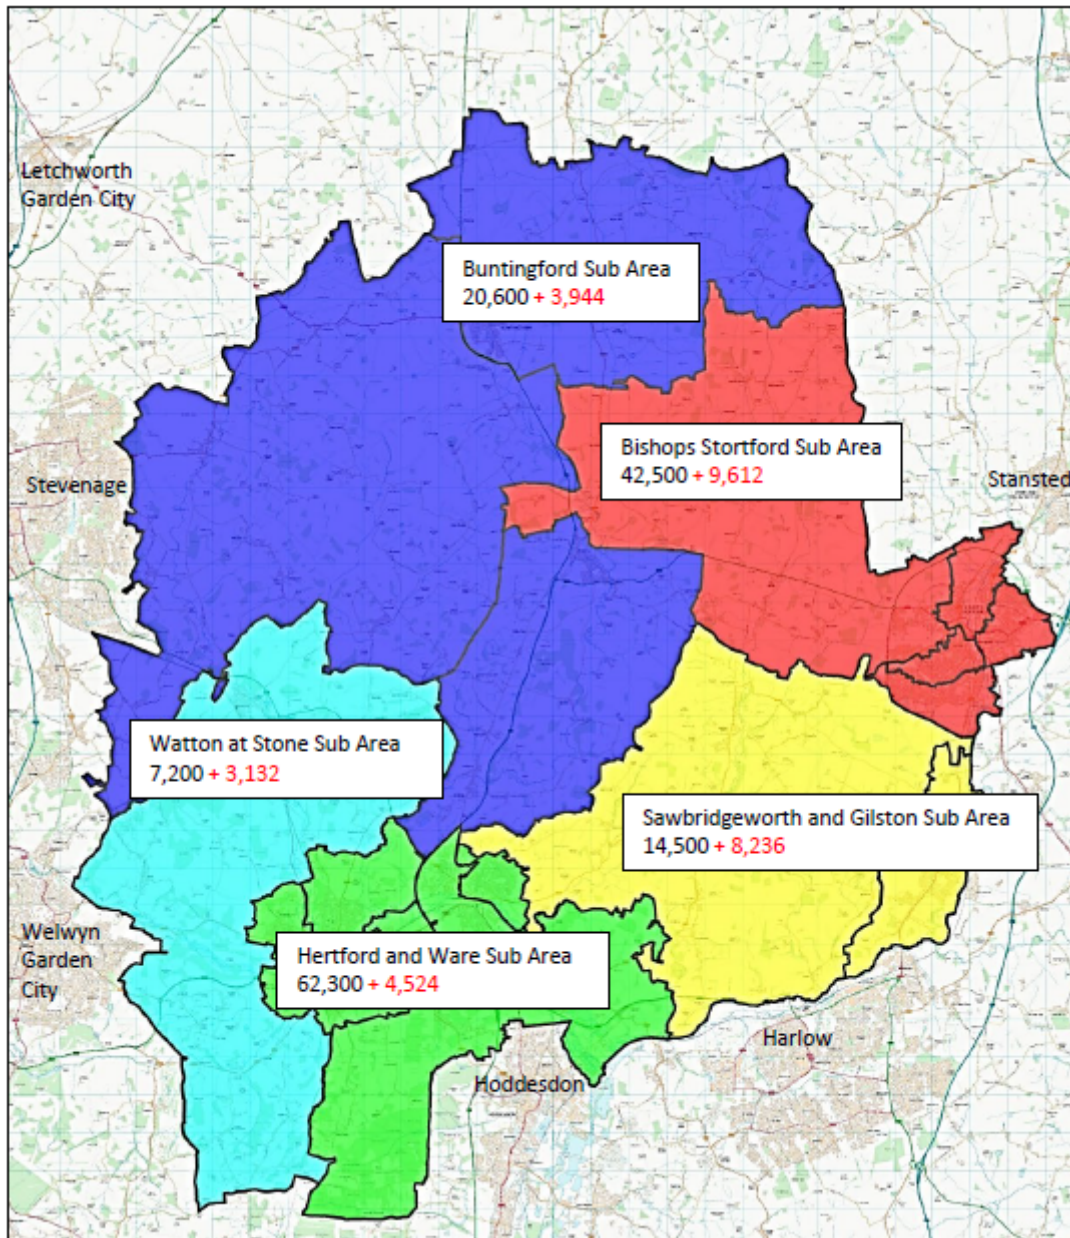 Letchworth
Garden City
Buntingford Sub Area
20,600 + 3,944
Bishops Stortford Sub Area
42,500 + 9,612
Stevenage
Stansted
Watton at Stone Sub Area
7,200 + 3,132
Sawbridgeworth and Gilston Sub Area
14,500 + 8,236
Welwyn
Garden
City
Hertford and Ware Sub Area
62,300 + 4,524
Harlow
Hoddesdon